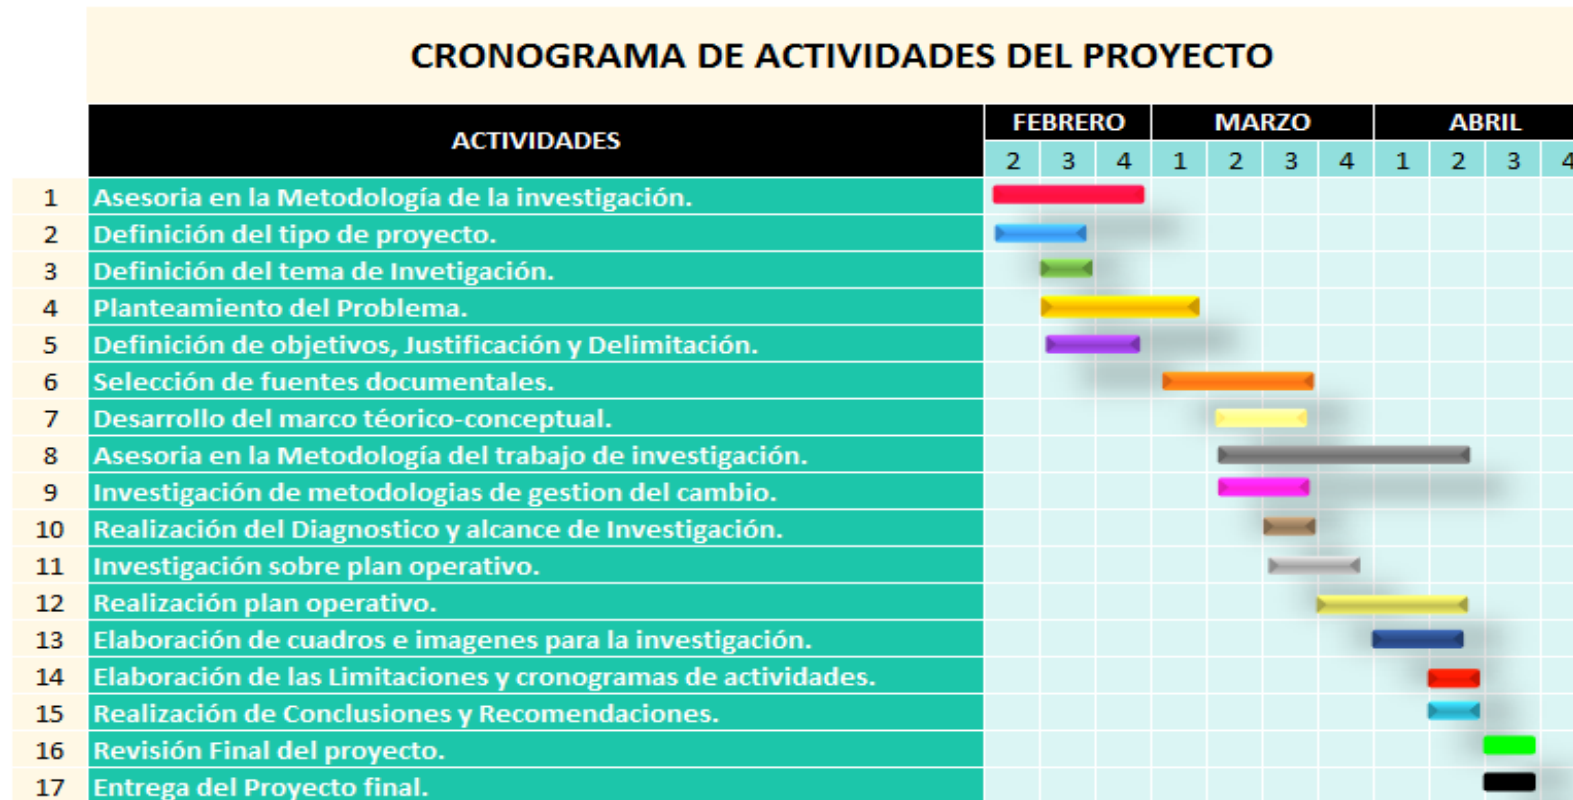 CRONOGRAMA DE ACTIVIDADES DEL PROYECTO
ACTIVIDADES FEBRERO MARZO ABRIL
2 3 4 1 2 3 4 1 2 3 4
1 Asesoria en la Metodología de la investigación.
2 Definición del tipo de proyecto.
3 Definición del tema de Invetigación.
4 Planteamiento del Problema.
5 Definición de objetivos, Justificación y Delimitación.
6 Selección de fuentes documentales.
7 Desarrollo del marco téorico-conceptual.
8 Asesoria en la Metodología del trabajo de investigación.
9 Investigación de metodologias de gestion del cambio.
10 Realización del Diagnostico y alcance de Investigación.
11 Investigación sobre plan operativo.
12 Realización plan operativo.
13 Elaboración de cuadros e imagenes para la investigación.
14 Elaboración de las Limitaciones y cronogramas de actividades.
15 Realización de Conclusiones y Recomendaciones.
16 Revisión Final del proyecto.
17 Entrega del Proyecto final.